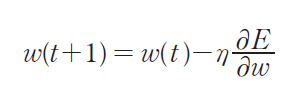 w(t+1) = w(t) − η ∂E/∂w